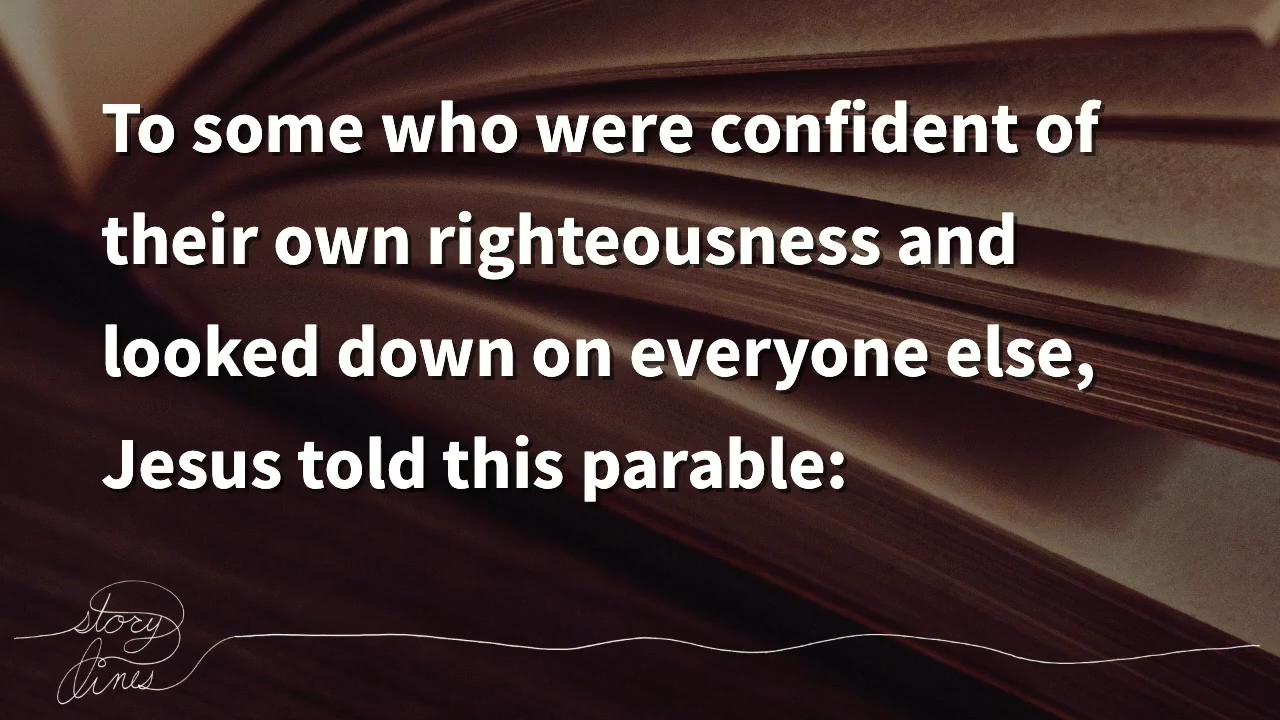 To some who were confident of
their own righteousness and
looked down on everyone else,
Jesus told this parable:
story
lines